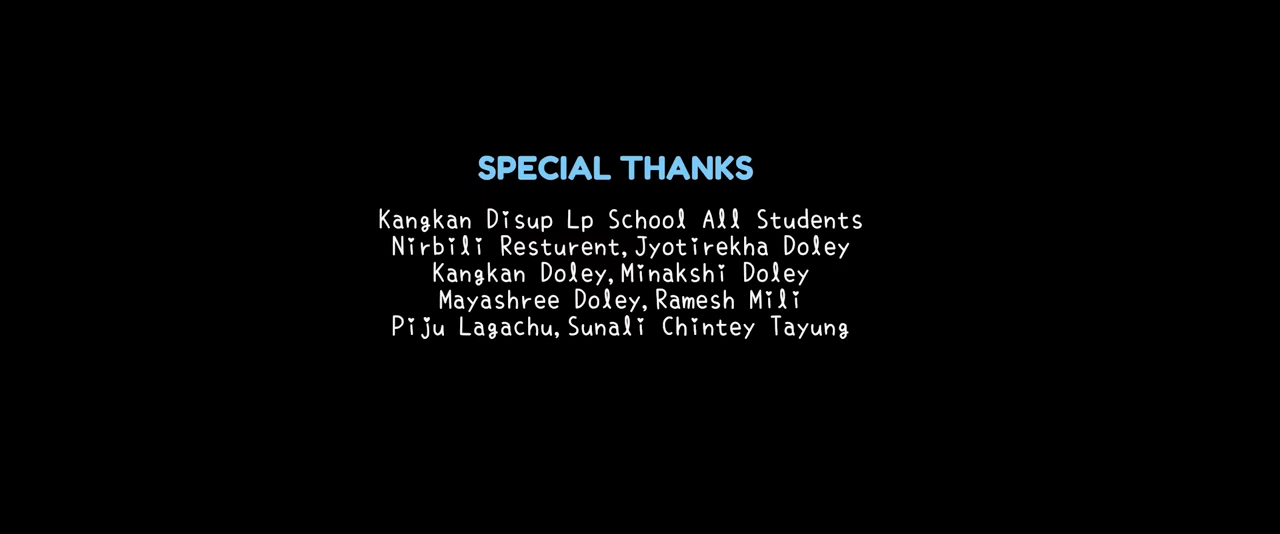 SPECIAL THANKS
Kangkan Disup Lp School All Students
Nirbili Resturent, Jyotirekha Doley
Kangkan Doley, Minakshi Doley
Mayashree Doley, Ramesh Mili
Piju Lagachu, Sunali Chintey Tayung